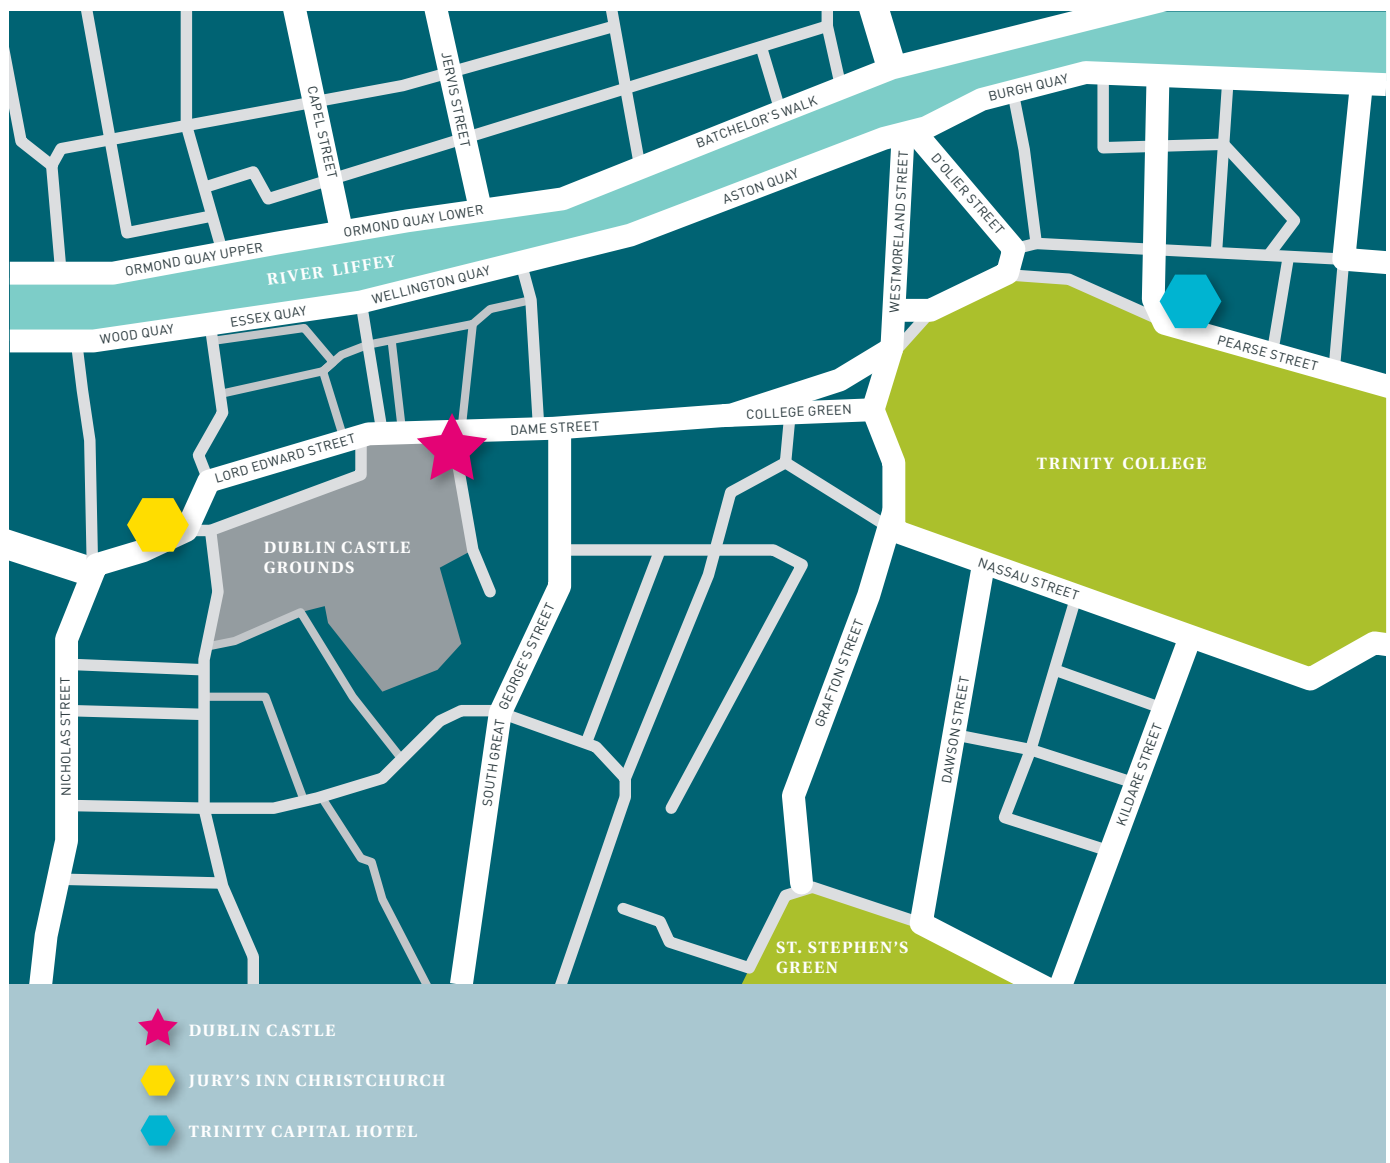 JERVIS STREET
CAPEL STREET
BURGH QUAY
BATCHELOR'S WALK
D'OLIER STREET
ASTON QUAY
WESTMORELAND STREET
ORMOND QUAY LOWER
ORMOND QUAY UPPER
RIVER LIFFEY
WELLINGTON QUAY
ESSEX QUAY
WOOD QUAY
PEARSE STREET
COLLEGE GREEN
DAME STREET
LORD EDWARD STREET
TRINITY COLLEGE
DUBLIN CASTLE
GROUNDS
NASSAU STREET
SOUTH GREAT GEORGE'S STREET
GRAFTON STREET
NICHOLAS STREET
DAWSON STREET
KILDARE STREET
ST. STEPHEN'S
GREEN
DUBLIN CASTLE
JURY'S INN CHRISTCHURCH
TRINITY CAPITAL HOTEL